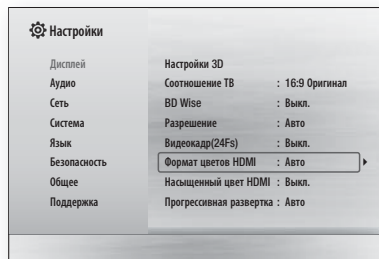 Настройки
Дисплей
Аудио
Сеть
Система
Язык
Безопасность
Общее
Поддержка
Настройки 3D
Соотношение ТВ : 16:9 Оригинал
BD Wise : Выкл.
Разрешение : Авто
Видеокадр(24Fs) : Выкл.
Формат цветов HDMI : Авто
Насыщенный цвет HDMI : Выкл.
Прогрессивная развертка : Авто